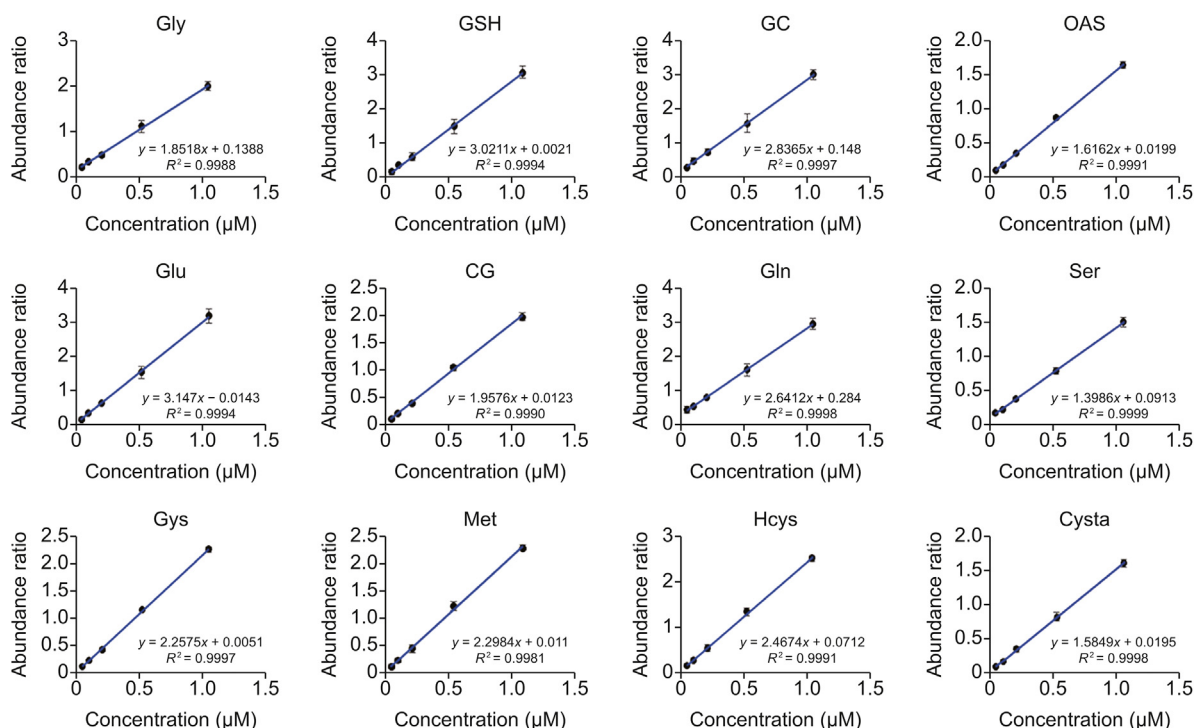 Gly
Abundance ratio
3
2
1
0
y = 1.8518x + 0.1388
R² = 0.9988
0 0.5 1.0 1.5
Concentration (µM)
GSH
Abundance ratio
4
3
2
1
0
y = 3.0211x + 0.0021
R² = 0.9994
0 0.5 1.0 1.5
Concentration (µM)
GC
Abundance ratio
4
3
2
1
0
y = 2.8365x + 0.148
R² = 0.9997
0 0.5 1.0 1.5
Concentration (µM)
OAS
Abundance ratio
2.0
1.5
1.0
0.5
0
y = 1.6162x + 0.0199
R² = 0.9991
0 0.5 1.0 1.5
Concentration (µM)
Glu
Abundance ratio
4
3
2
1
0
y = 3.147x − 0.0143
R² = 0.9994
0 0.5 1.0 1.5
Concentration (µM)
CG
Abundance ratio
2.5
2.0
1.5
1.0
0.5
0
y = 1.9576x + 0.0123
R² = 0.9990
0 0.5 1.0 1.5
Concentration (µM)
Gln
Abundance ratio
4
3
2
1
0
y = 2.6412x + 0.284
R² = 0.9998
0 0.5 1.0 1.5
Concentration (µM)
Ser
Abundance ratio
2.0
1.5
1.0
0.5
0
y = 1.3986x + 0.0913
R² = 0.9999
0 0.5 1.0 1.5
Concentration (µM)
Gys
Abundance ratio
2.5
2.0
1.5
1.0
0.5
0
y = 2.2575x + 0.0051
R² = 0.9997
0 0.5 1.0 1.5
Concentration (µM)
Met
Abundance ratio
2.5
2.0
1.5
1.0
0.5
0
y = 2.2984x + 0.011
R² = 0.9981
0 0.5 1.0 1.5
Concentration (µM)
Hcys
Abundance ratio
3
2
1
0
y = 2.4674x + 0.0712
R² = 0.9991
0 0.5 1.0 1.5
Concentration (µM)
Cysta
Abundance ratio
2.0
1.5
1.0
0.5
0
y = 1.5849x + 0.0195
R² = 0.9998
0 0.5 1.0 1.5
Concentration (µM)